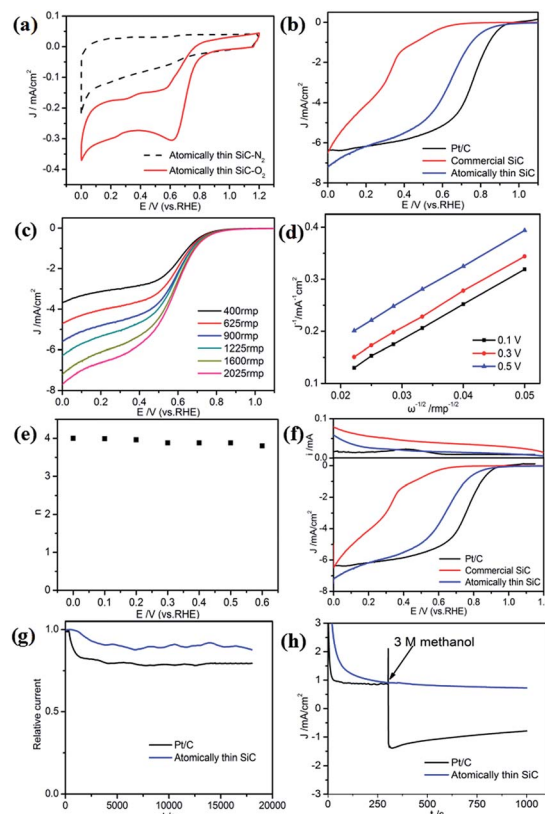 (a)
J / mA/cm²
0.1
0.0
-0.1
-0.2
-0.3
-0.4
Atomically thin SiC-N₂
Atomically thin SiC-O₂
0.0 0.2 0.4 0.6 0.8 1.0 1.2
E /V (vs.RHE)
(b)
J /mA/cm²
0
-2
-4
-6
-8
Pt/C
Commercial SiC
Atomically thin SiC
0.0 0.2 0.4 0.6 0.8 1.0
E /V (vs.RHE)
(c)
J /mA/cm²
0
-2
-4
-6
-8
400rmp
625rmp
900rmp
1225rmp
1600rmp
2025rmp
0.0 0.2 0.4 0.6 0.8 1.0
E /V (vs.RHE)
(d)
J⁻¹/mA⁻¹ cm²
0.4
0.3
0.2
0.1
0.1 V
0.3 V
0.5 V
0.02 0.03 0.04 0.05
ω⁻¹/² /rmp⁻¹/²
(e)
n
4
3
2
1
0
0.0 0.1 0.2 0.3 0.4 0.5 0.6
E /V (vs.RHE)
(f)
i /mA
0.1
0.0
J /mA/cm²
-2
-4
-6
-8
Pt/C
Commercial SiC
Atomically thin SiC
0.0 0.2 0.4 0.6 0.8 1.0
E /V (vs.RHE)
(g)
Relative current
1.0
0.5
0.0
Pt/C
Atomically thin SiC
0 5000 10000 15000 20000
(h)
J /mA/cm²
3
2
1
0
-1
-2
-3
3 M methanol
Pt/C
Atomically thin SiC
0 250 500 750 1000